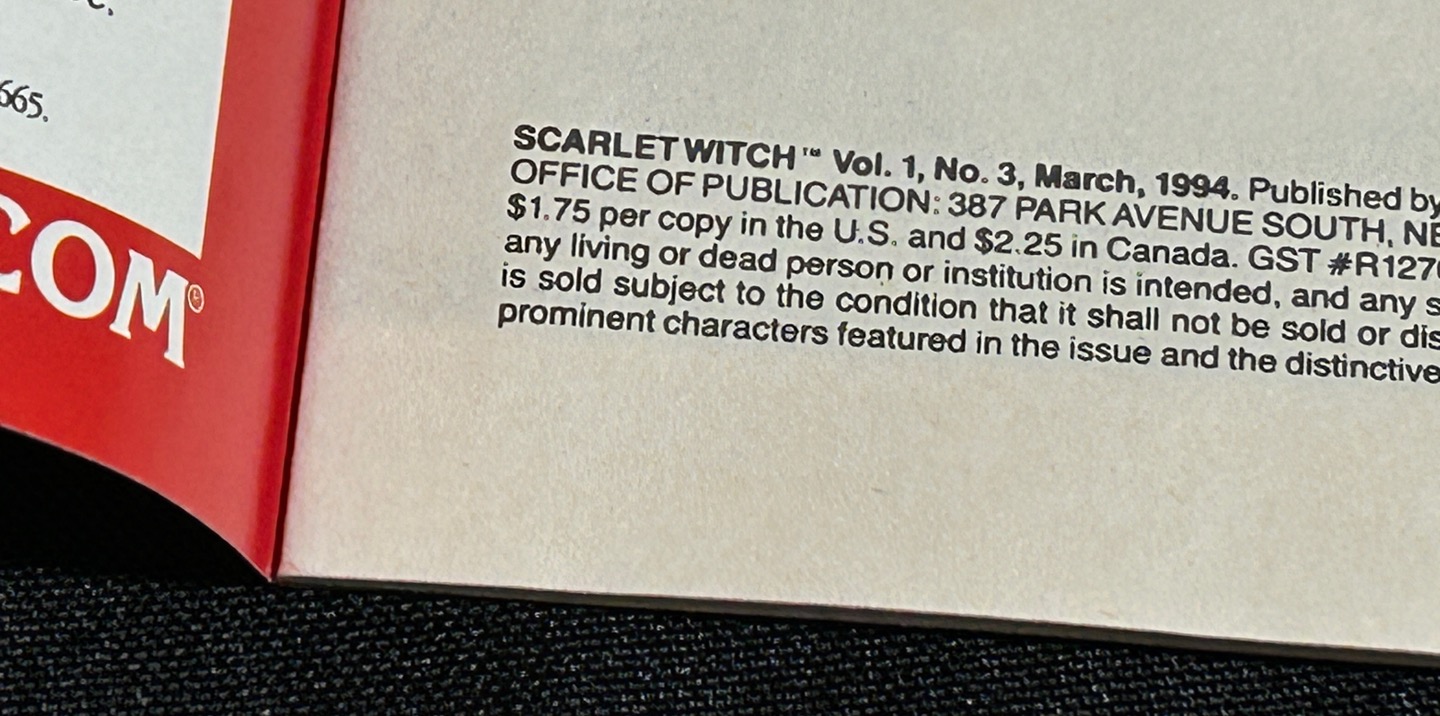 665.
COM®
SCARLET WITCH™ Vol. 1, No. 3, March, 1994. Published by
OFFICE OF PUBLICATION: 387 PARK AVENUE SOUTH,
$1.75 per copy in the U.S. and $2.25 in Canada. GST #R127
any living or dead person or institution is intended, and any
is sold subject to the condition that it shall not be sold or
prominent characters featured in the issue and the distinctive